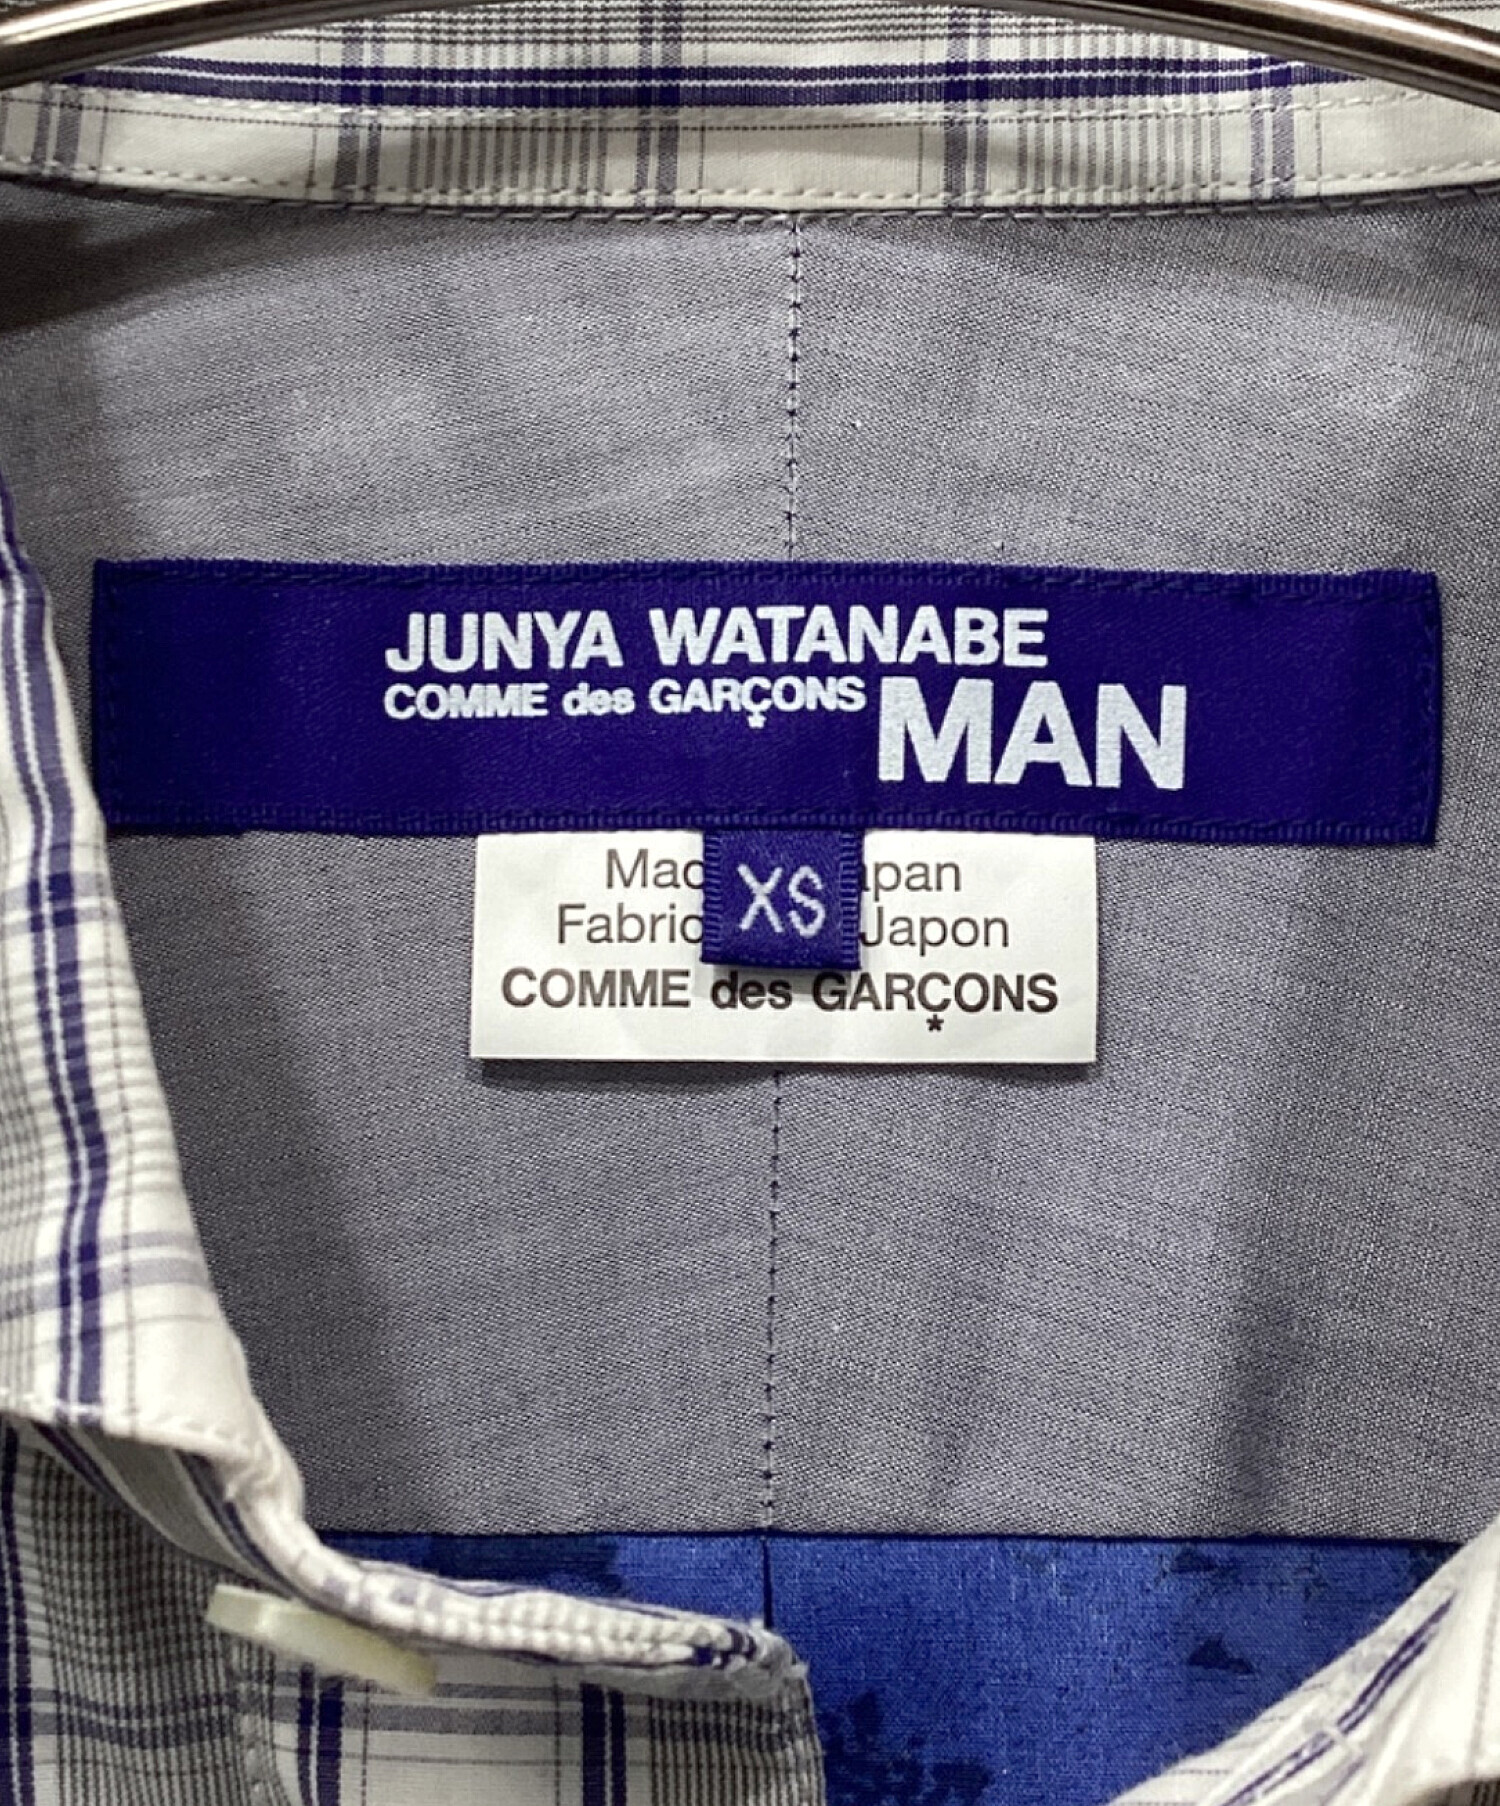 JUNYA WATANABE
COMME des GARÇONS MAN
XS
COMME des GARÇONS